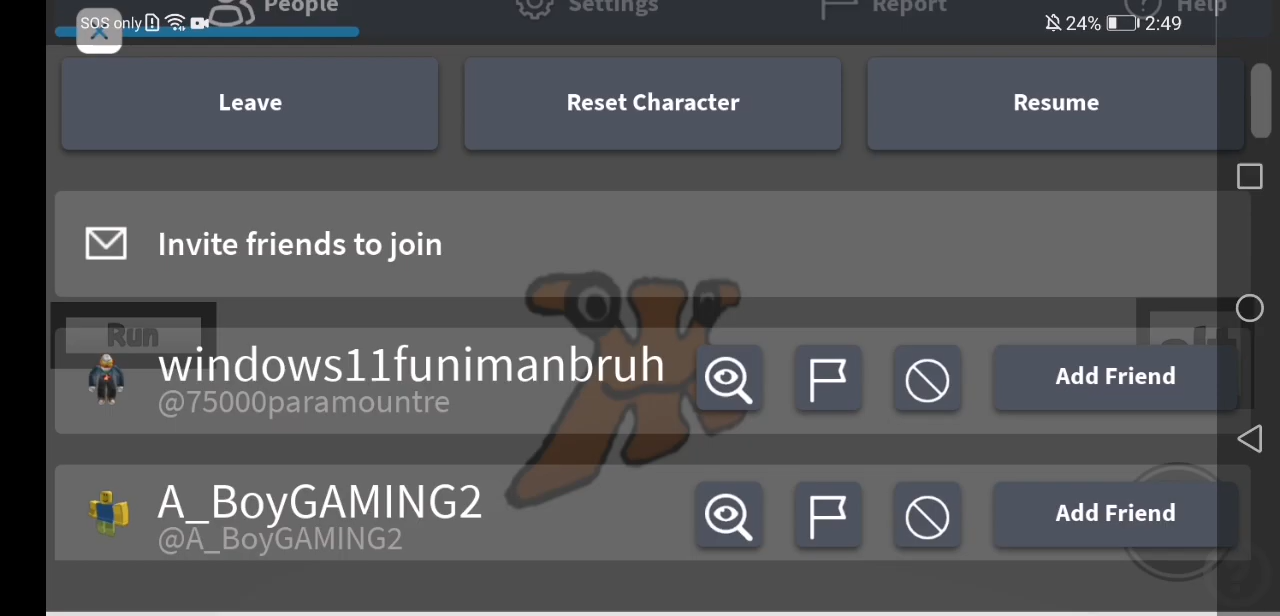 SOS only 24% 2:49
People Settings Report Help
Leave Reset Character Resume
Invite friends to join
Run
windows11funimanbruh
@75000paramountre
Add Friend
A_BoyGAMING2
@A_BoyGAMING2
Add Friend